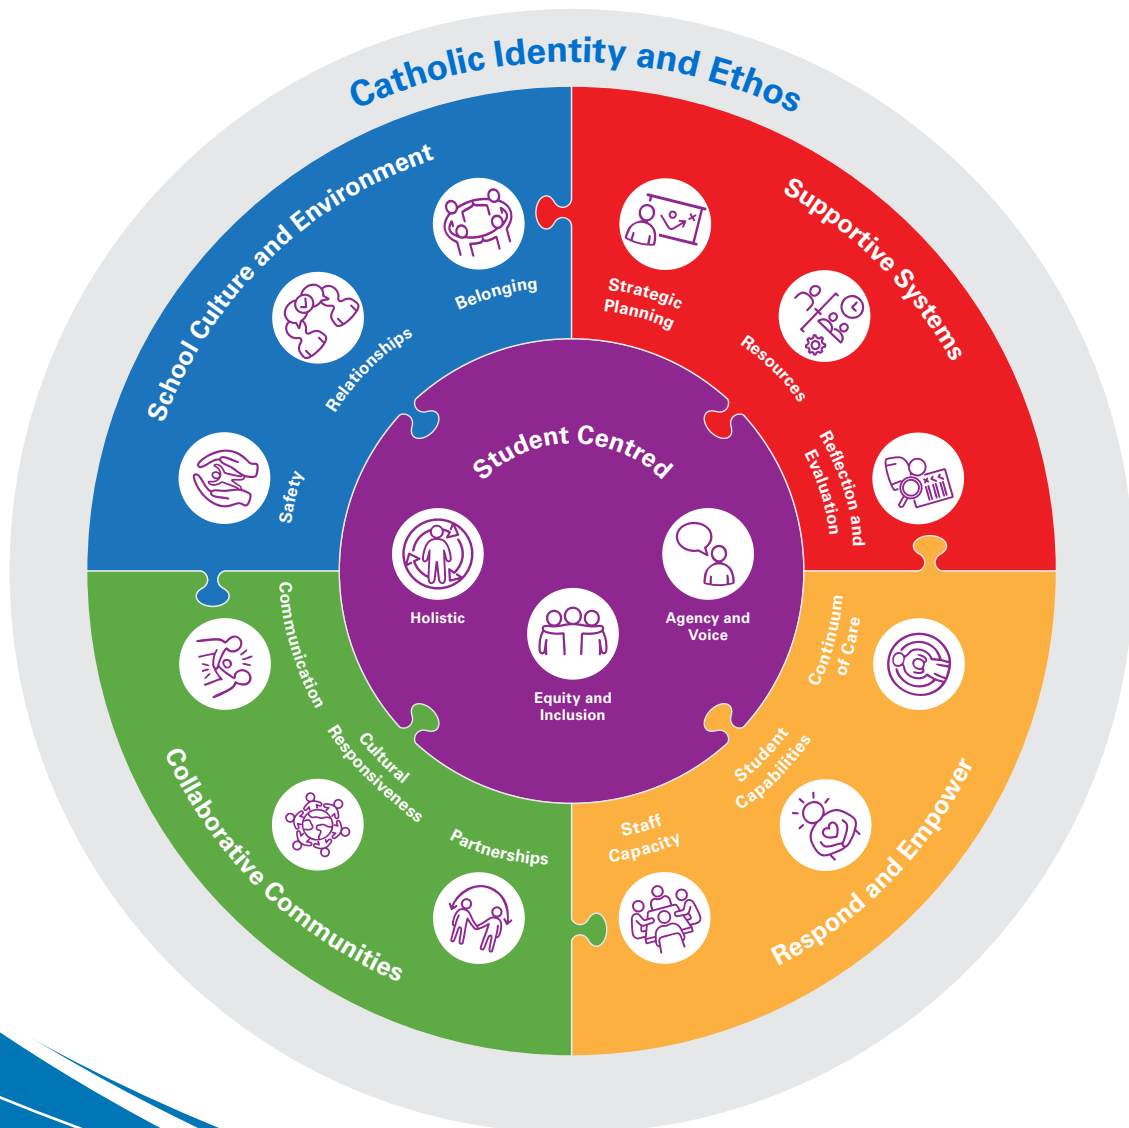 Catholic Identity and Ethos
School Culture and Environment
Belonging
Relationships
Safety
Supportive Systems
Strategic
Planning
Resources
Reflection and
Evaluation
Student Centred
Holistic
Equity and
Inclusion
Agency and
Voice
Collaborative Communities
Communication
Cultural
Responsiveness
Partnerships
Respond and Empower
Continuum
of Care
Student
Capabilities
Staff
Capacity